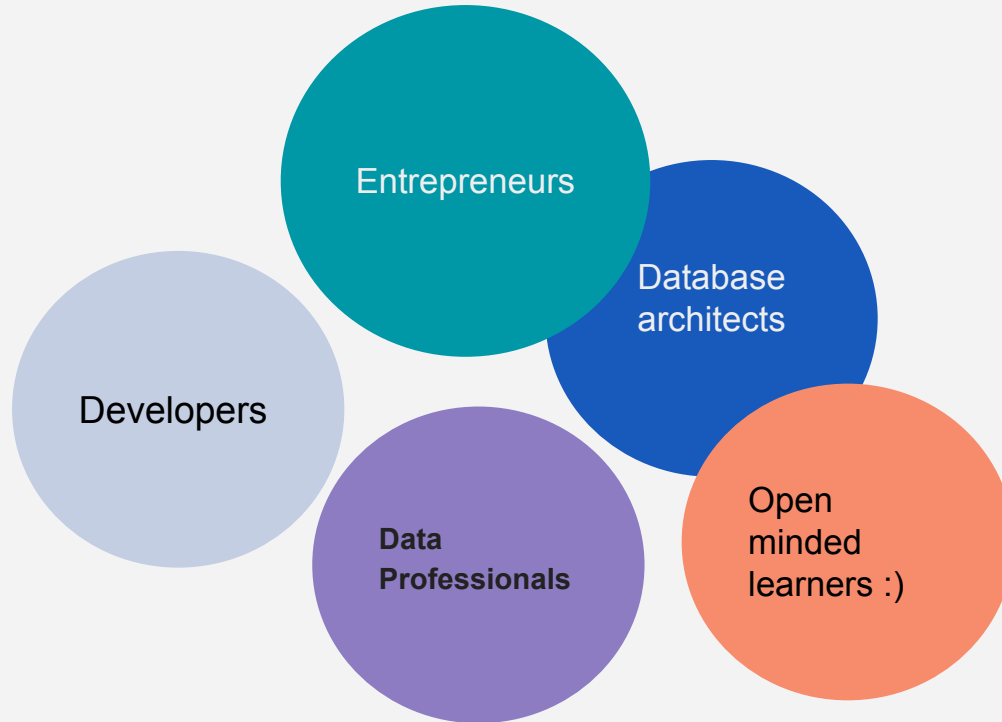 Entrepreneurs
Database
architects
Developers
Data
Professionals
Open
minded
learners :)